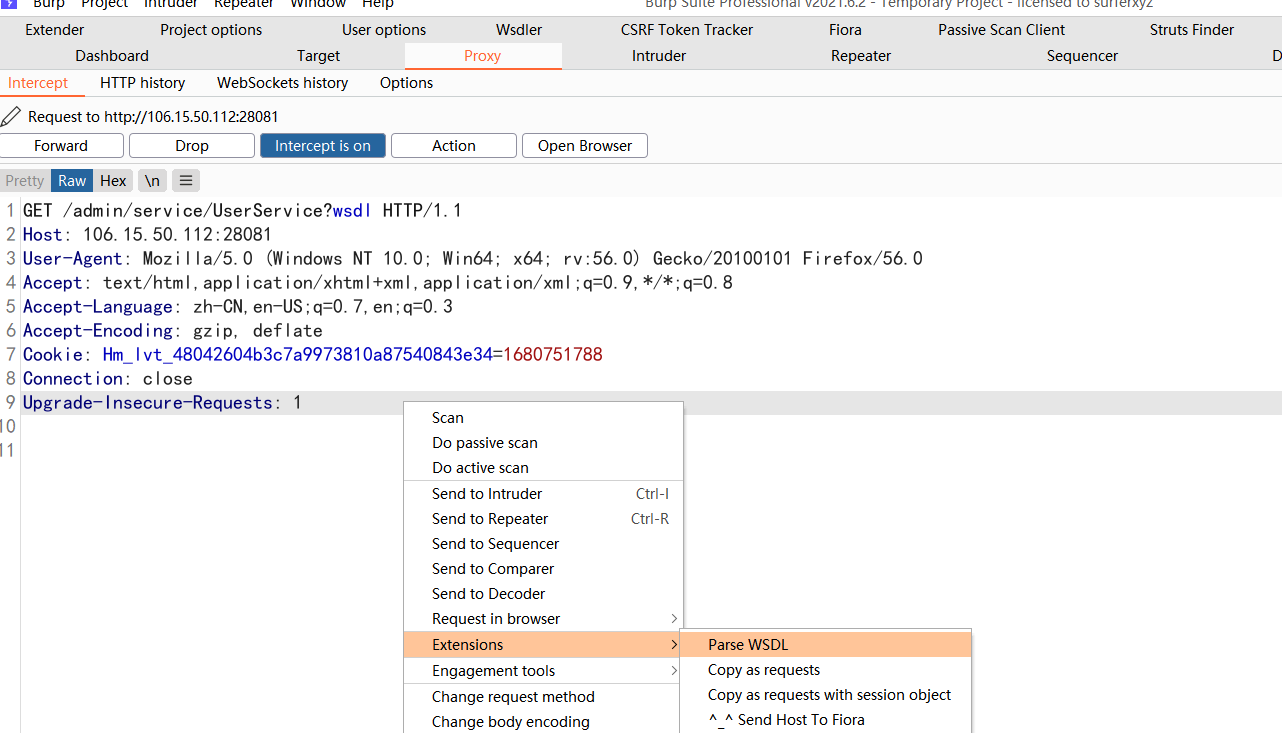 Burp Project Intruder Repeater Window Help Burp Suite Professional v2021.6.2 - Temporary Project - licensed to surferxyz
Extender Project options User options Wsdler CSRF Token Tracker Fiora Passive Scan Client Struts Finder
Dashboard Target Proxy Intruder Repeater Sequencer D
Intercept HTTP history WebSockets history Options
Request to http://106.15.50.112:28081
Forward Drop Intercept is on Action Open Browser
Pretty Raw Hex \n
1 GET /admin/service/UserService?wsdl HTTP/1.1
2 Host: 106.15.50.112:28081
3 User-Agent: Mozilla/5.0 (Windows NT 10.0; Win64; x64; rv:56.0) Gecko/20100101 Firefox/56.0
4 Accept: text/html,application/xhtml+xml,application/xml;q=0.9,*/*;q=0.8
5 Accept-Language: zh-CN,en-US;q=0.7,en;q=0.3
6 Accept-Encoding: gzip, deflate
7 Cookie: Hm_lvt_48042604b3c7a9973810a87540843e34=1680751788
8 Connection: close
9 Upgrade-Insecure-Requests: 1
10
11
Scan
Do passive scan
Do active scan
Send to Intruder Ctrl-I
Send to Repeater Ctrl-R
Send to Sequencer
Send to Comparer
Send to Decoder
Request in browser >
Extensions >
Engagement tools >
Change request method
Change body encoding
Parse WSDL
Copy as requests
Copy as requests with session object
^_^ Send Host To Fiora